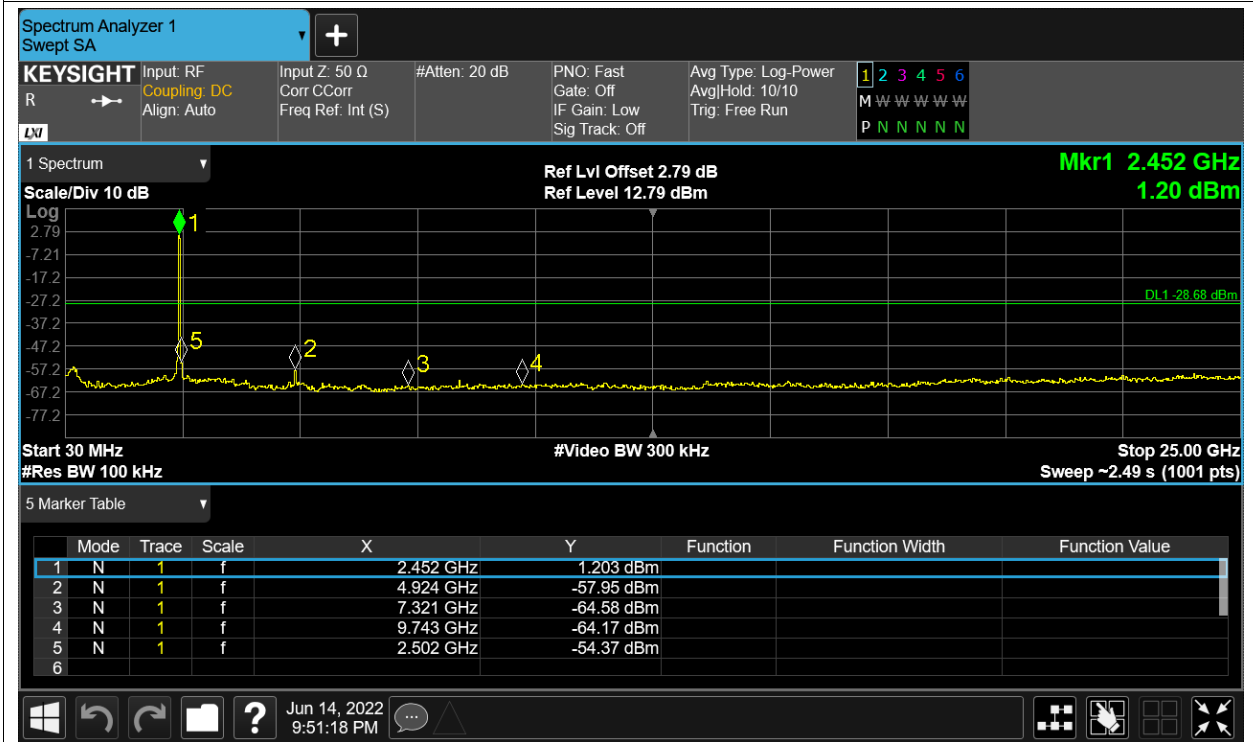 Spectrum Analyzer 1
Swept SA
+
KEYSIGHT Input: RF Input Z: 50 Ω #Atten: 20 dB PNO: Fast Avg Type: Log-Power 1 2 3 4 5 6
R Coupling: DC Corr CCorr Gate: Off Avg|Hold: 10/10 M W W W W W
Align: Auto Freq Ref: Int (S) IF Gain: Low Trig: Free Run
LXI Sig Track: Off P N N N N N
1 Spectrum Ref Lvl Offset 2.79 dB Mkr1 2.452 GHz
Scale/Div 10 dB Ref Level 12.79 dBm 1.20 dBm
Log
1
2.79
-7.21
-17.2
-27.2 DL1 -28.68 dBm
-37.2
-47.2 5 2
-57.2 3 4
-67.2
-77.2
Start 30 MHz #Video BW 300 kHz Stop 25.00 GHz
#Res BW 100 kHz Sweep ~2.49 s (1001 pts)
5 Marker Table
Mode Trace Scale X Y Function Function Width Function Value
1 N 1 f 2.452 GHz 1.203 dBm
2 N 1 f 4.924 GHz -57.95 dBm
3 N 1 f 7.321 GHz -64.58 dBm
4 N 1 f 9.743 GHz -64.17 dBm
5 N 1 f 2.502 GHz -54.37 dBm
6
? Jun 14, 2022
9:51:18 PM